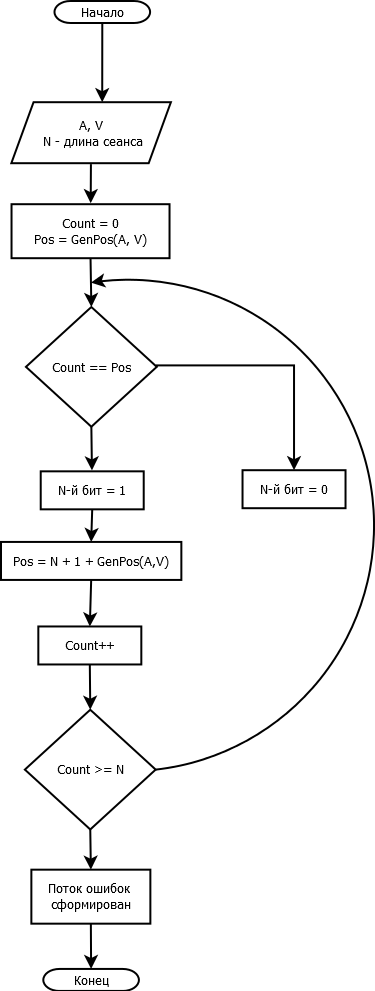 Начало
A, V
N - длина сеанса
Count = 0
Pos = GenPos(A, V)
Count == Pos
N-й бит = 1
N-й бит = 0
Pos = N + 1 + GenPos(A,V)
Count++
Count >= N
Поток ошибок
сформирован
Конец